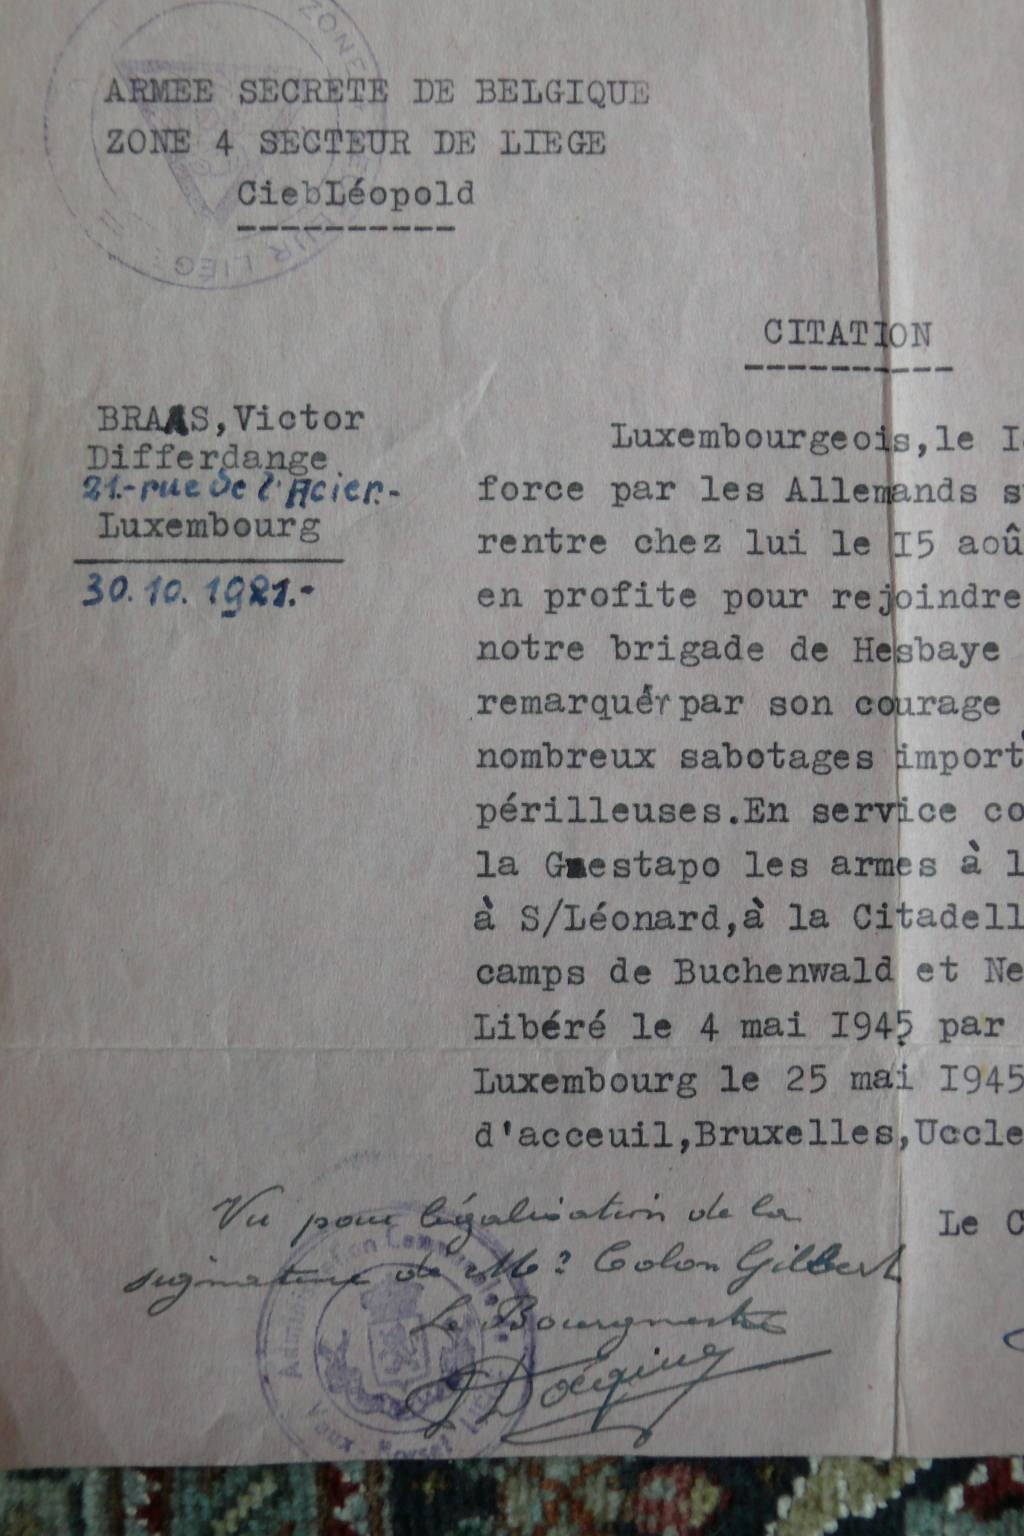 ARMEE SECRETE DE BELGIQUE
ZONE 4 SECTEUR DE LIEGE
CiebLéopold
CITATION
BRAAS,Victor
Differdange
21.-rue de l'Acier.-
Luxembourg
30.10.1921.-
Luxembourgeois,le I
force par les Allemands s
rentre chez lui le I5 aoû
en profite pour rejoindre
notre brigade de Hesbaye
remarquér par son courage
nombreux sabotages import
périlleuses.En service co
la Gestapo les armes à l
à S/Léonard,à la Citadell
camps de Buchenwald et Ne
Libéré le 4 mai I945 par
Luxembourg le 25 mai I945
d'acceuil,Bruxelles,Uccle
Le C
Vu pour légalisation de la
signature de Mr Colon Gilbert
Le Bourgmestre